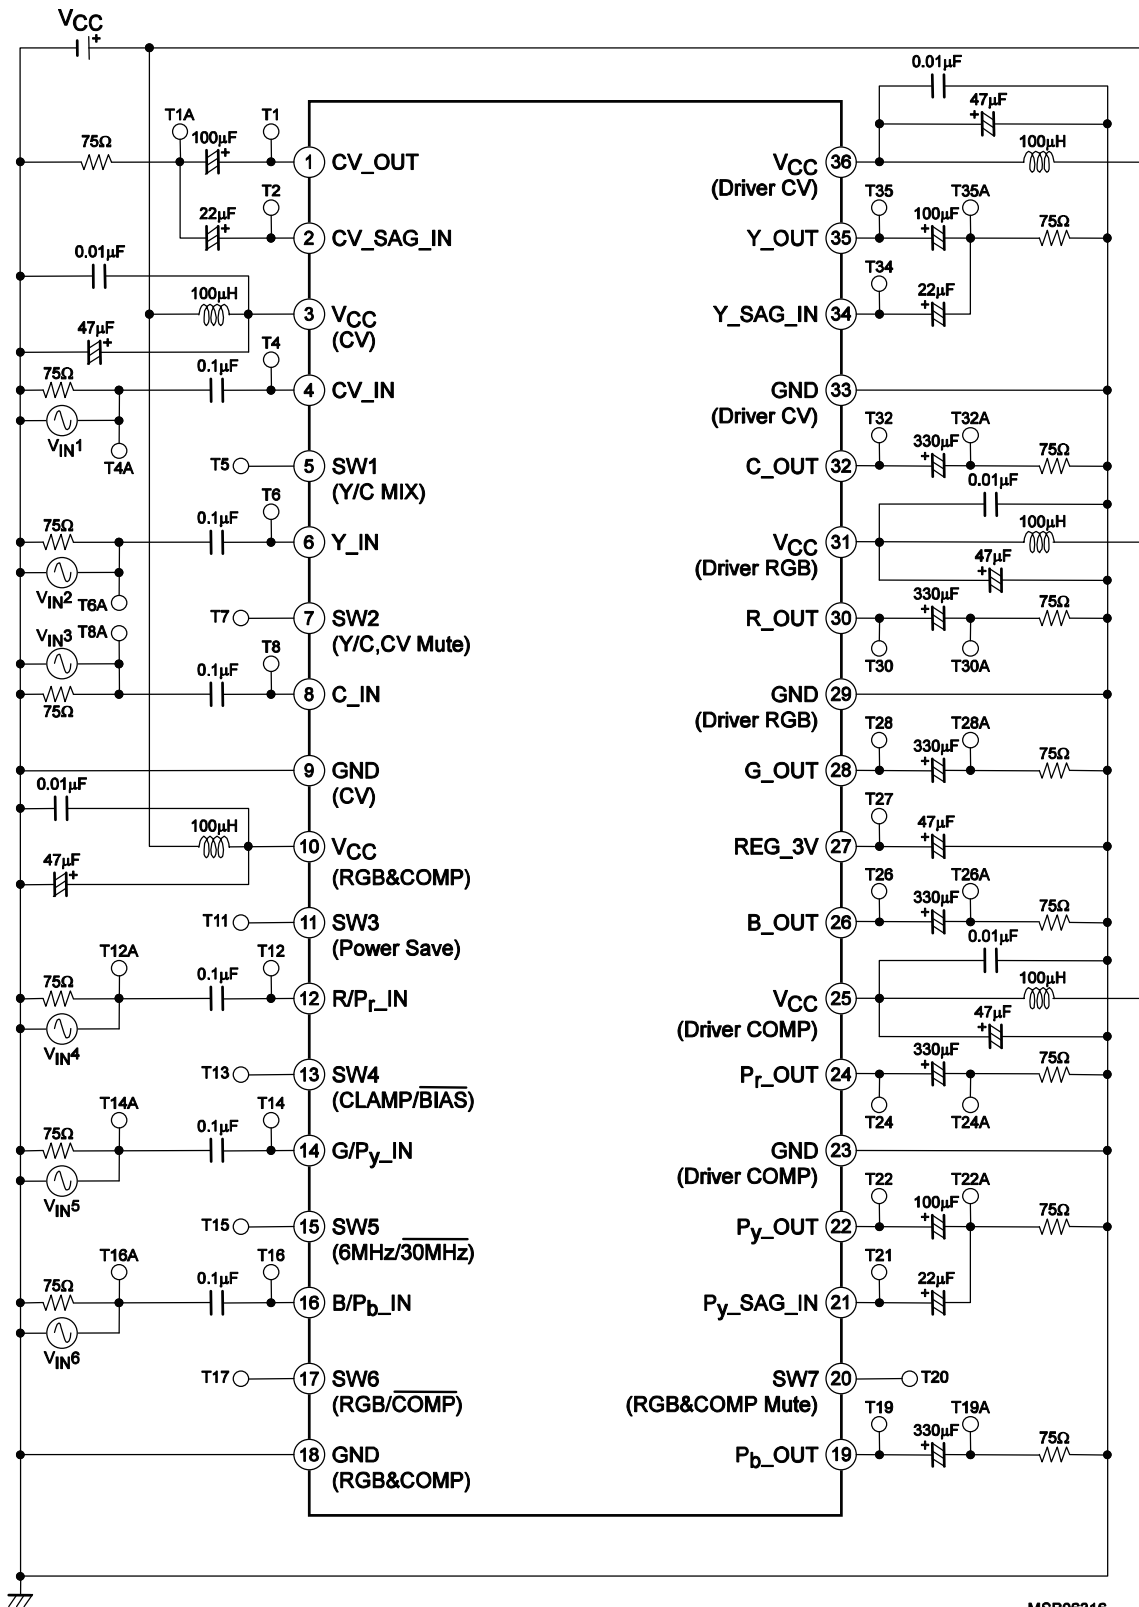 VCC
+
0.01µF
47µF
+
T1A
T1
75Ω
100µF
+
100µH
1
CV_OUT
VCC
36
(Driver CV)
T2
T35
T35A
22µF
+
100µF
+
75Ω
2
CV_SAG_IN
Y_OUT
35
0.01µF
T34
100µH
22µF
+
3
VCC
(CV)
Y_SAG_IN
34
47µF
+
T4
75Ω
0.1µF
4
CV_IN
GND
33
(Driver CV)
VIN1
T4A
T32
T32A
330µF
+
75Ω
T5
5
SW1
(Y/C MIX)
C_OUT
32
0.01µF
T6
75Ω
0.1µF
100µH
6
Y_IN
VCC
31
(Driver RGB)
47µF
+
VIN2
T6A
330µF
+
75Ω
T7
7
SW2
(Y/C,CV Mute)
R_OUT
30
VIN3
T8A
T8
T30
T30A
0.1µF
75Ω
8
C_IN
GND
29
(Driver RGB)
T28
T28A
330µF
+
75Ω
9
GND
(CV)
G_OUT
28
0.01µF
T27
100µH
47µF
+
10
VCC
(RGB&COMP)
REG_3V
27
47µF
+
T26
T26A
330µF
+
75Ω
T11
11
SW3
(Power Save)
B_OUT
26
0.01µF
T12A
T12
75Ω
0.1µF
100µH
12
R/Pr_IN
VCC
25
(Driver COMP)
47µF
+
VIN4
330µF
+
75Ω
T13
13
SW4
(CLAMP/BIAS)
Pr_OUT
24
T14A
T14
T24
T24A
75Ω
0.1µF
14
G/Py_IN
GND
23
(Driver COMP)
VIN5
T22
T22A
100µF
+
75Ω
T15
15
SW5
(6MHz/30MHz)
Py_OUT
22
T16A
T16
T21
75Ω
0.1µF
22µF
+
16
B/Pb_IN
Py_SAG_IN
21
VIN6
T17
17
SW6
(RGB/COMP)
SW7
20
T20
(RGB&COMP Mute)
T19
T19A
330µF
+
75Ω
18
GND
(RGB&COMP)
Pb_OUT
19